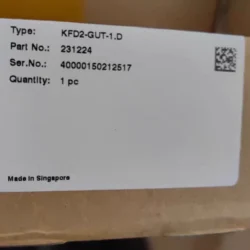 Type: KFD2-GUT-1.D
Part No.: 231224
Ser.No.: 40000150212517
Quantity: 1 pc
Made in Singapore